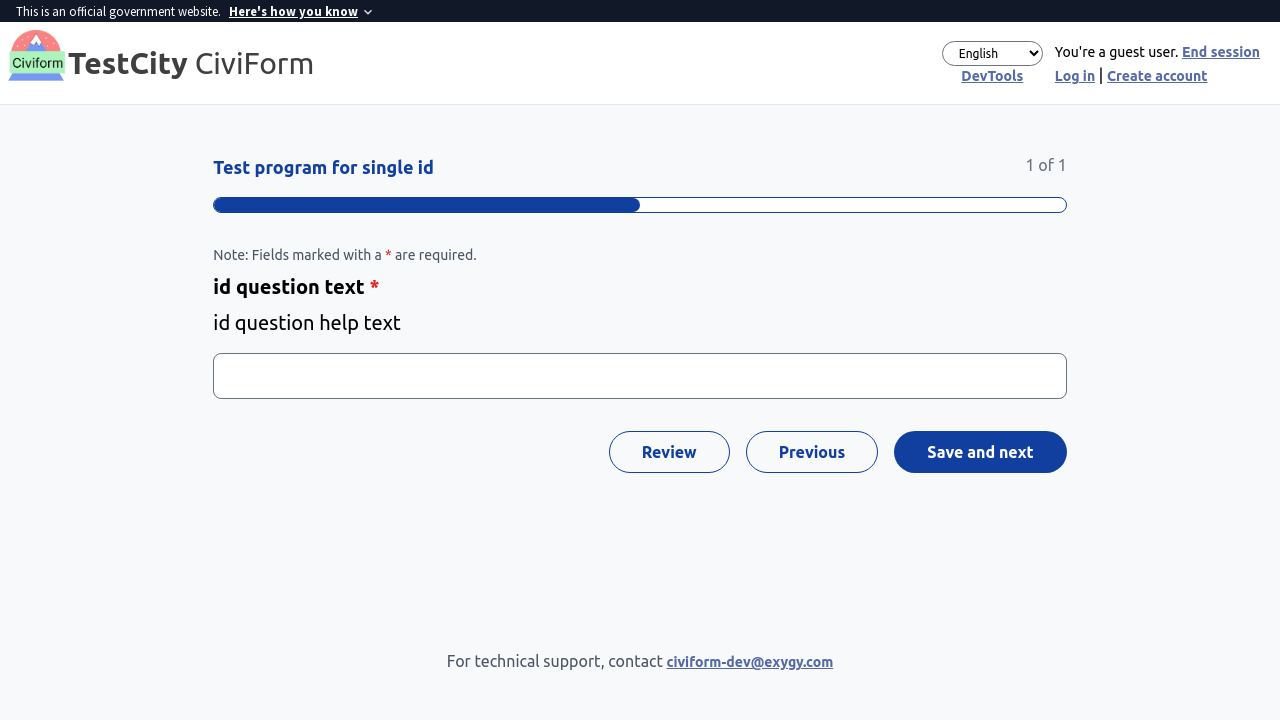 This is an official government website. Here's how you know
Civiform
TestCity CiviForm
English
You're a guest user. End session
DevTools
Log in | Create account
Test program for single id
1 of 1
Note: Fields marked with a * are required.
id question text *
id question help text
Review
Previous
Save and next
For technical support, contact civiform-dev@exygy.com